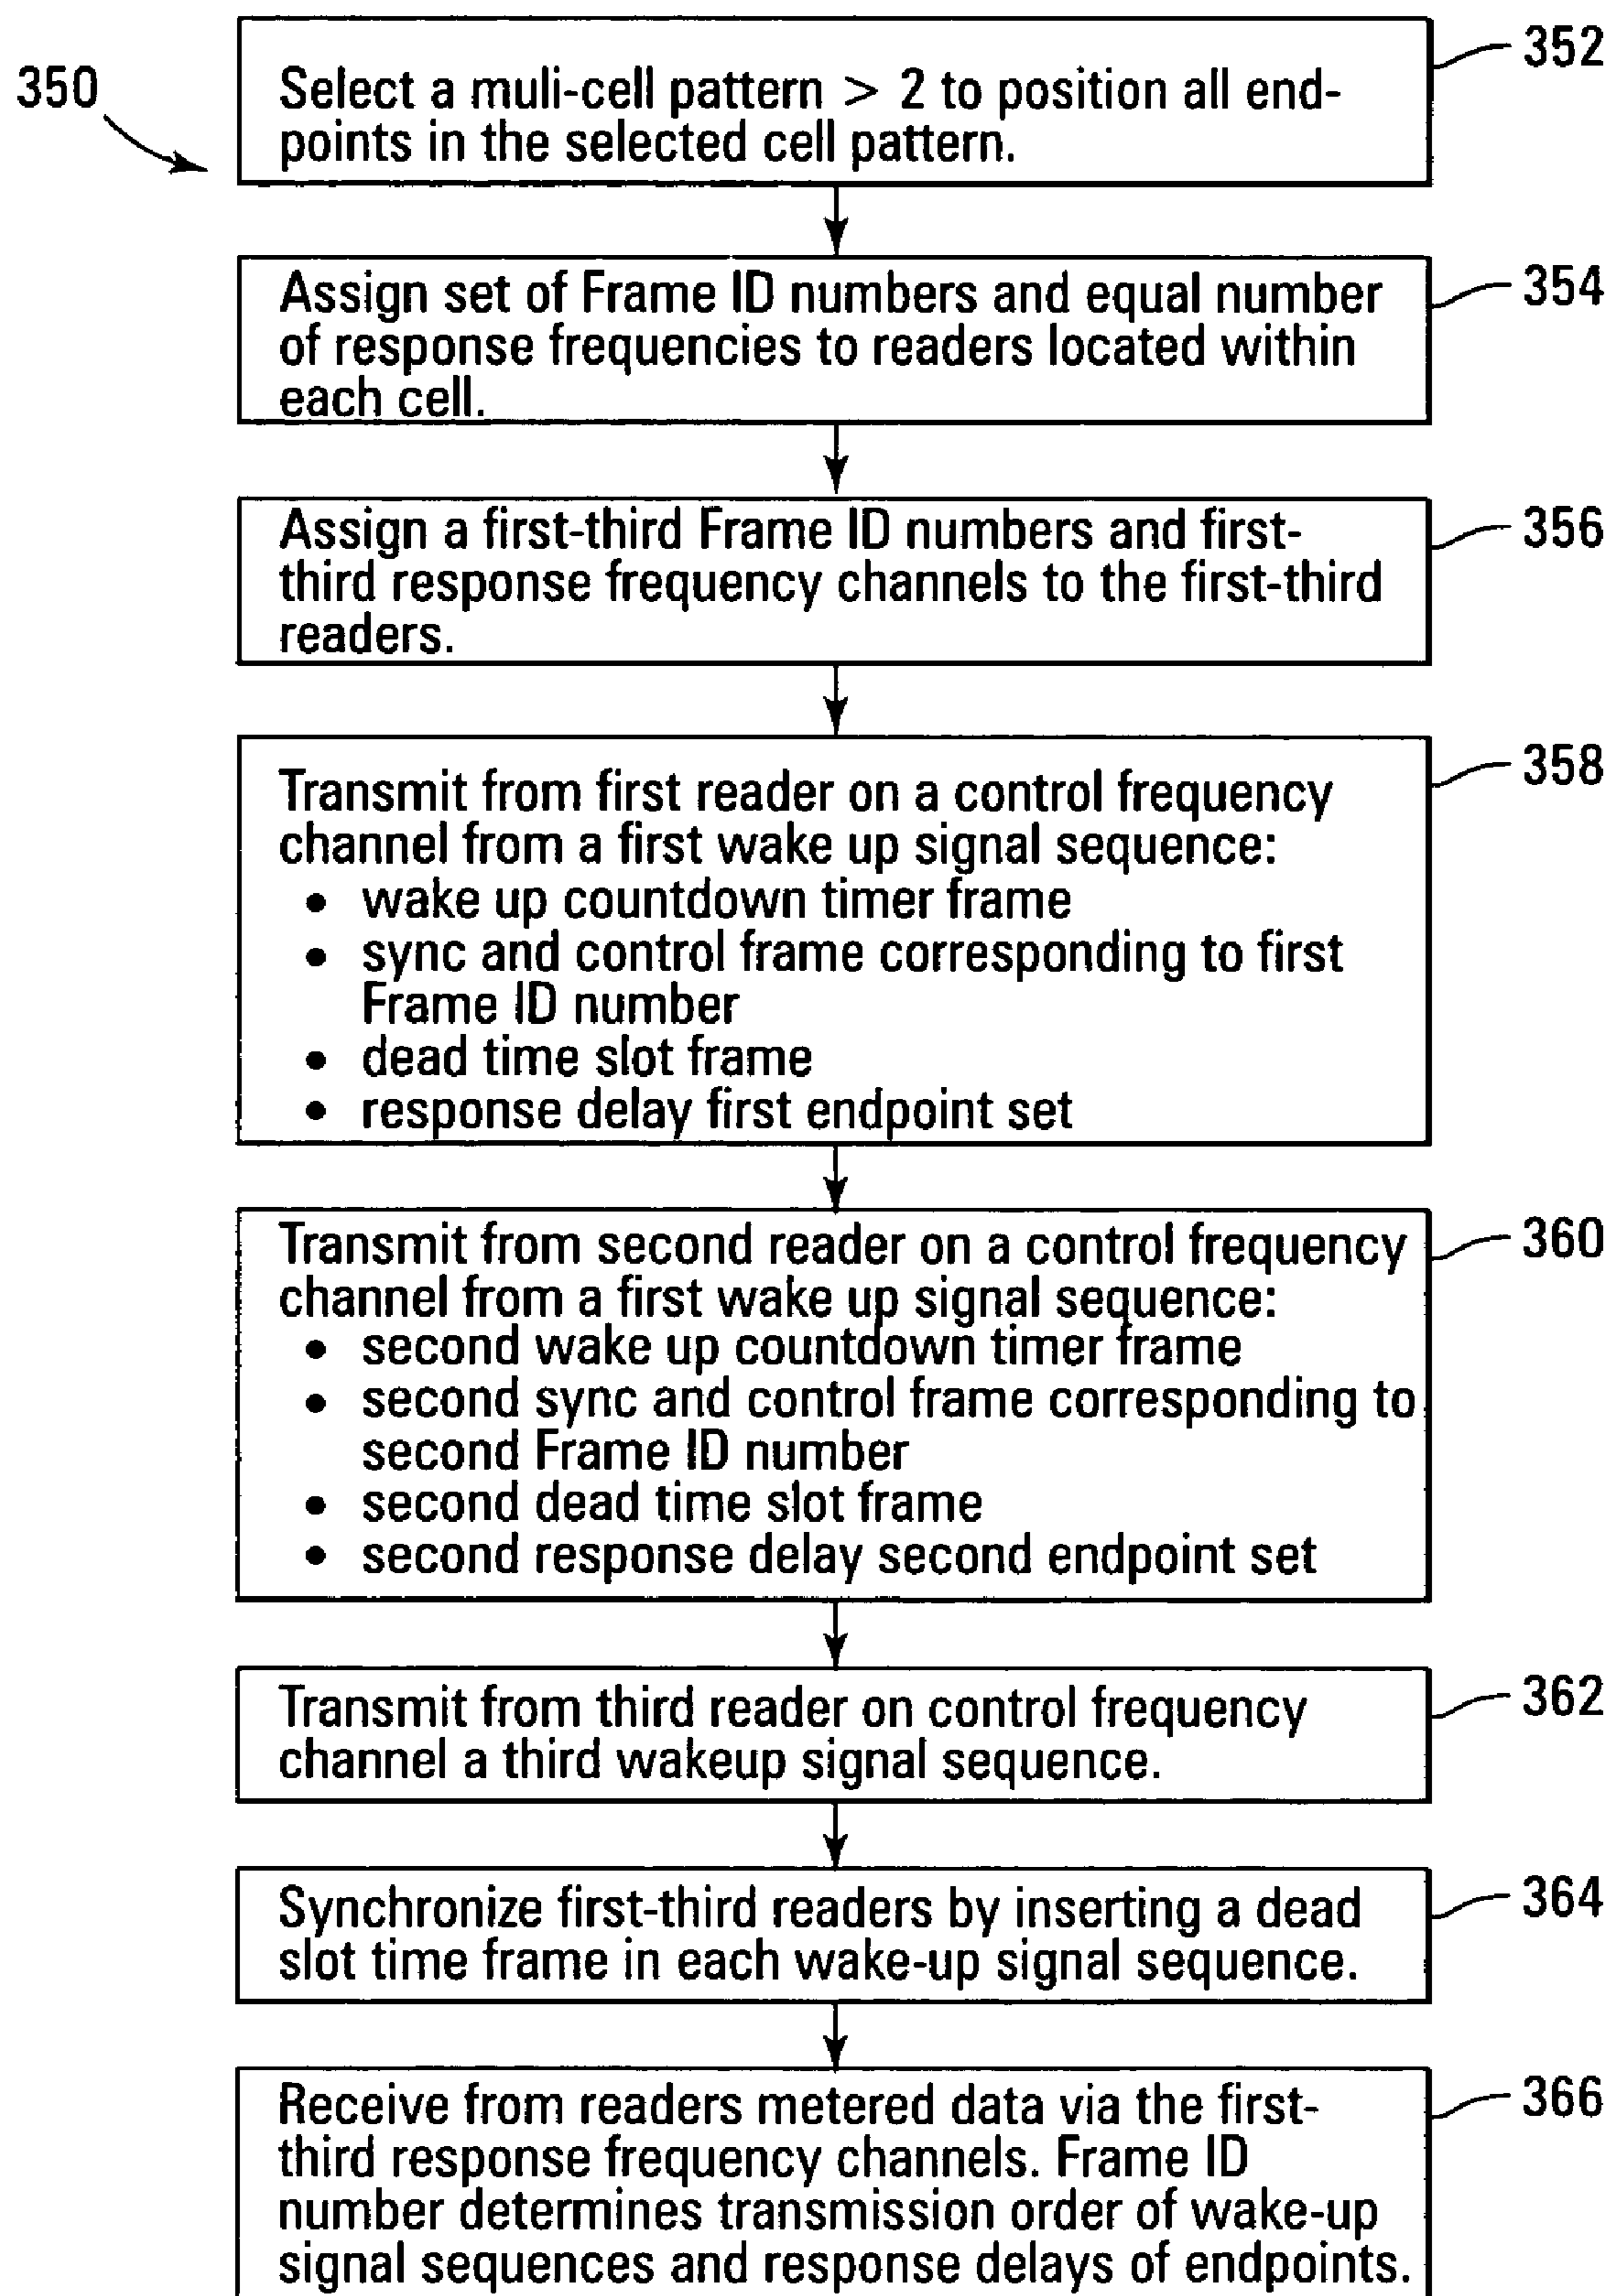 350
352
Select a muli-cell pattern > 2 to position all end-
points in the selected cell pattern.
354
Assign set of Frame ID numbers and equal number
of response frequencies to readers located within
each cell.
356
Assign a first-third Frame ID numbers and first-
third response frequency channels to the first-third
readers.
358
Transmit from first reader on a control frequency
channel from a first wake up signal sequence:
• wake up countdown timer frame
• sync and control frame corresponding to first
Frame ID number
• dead time slot frame
• response delay first endpoint set
360
Transmit from second reader on a control frequency
channel from a first wake up signal sequence:
• second wake up countdown timer frame
• second sync and control frame corresponding to
second Frame ID number
• second dead time slot frame
• second response delay second endpoint set
362
Transmit from third reader on control frequency
channel a third wakeup signal sequence.
364
Synchronize first-third readers by inserting a dead
slot time frame in each wake-up signal sequence.
366
Receive from readers metered data via the first-
third response frequency channels. Frame ID
number determines transmission order of wake-up
signal sequences and response delays of endpoints.